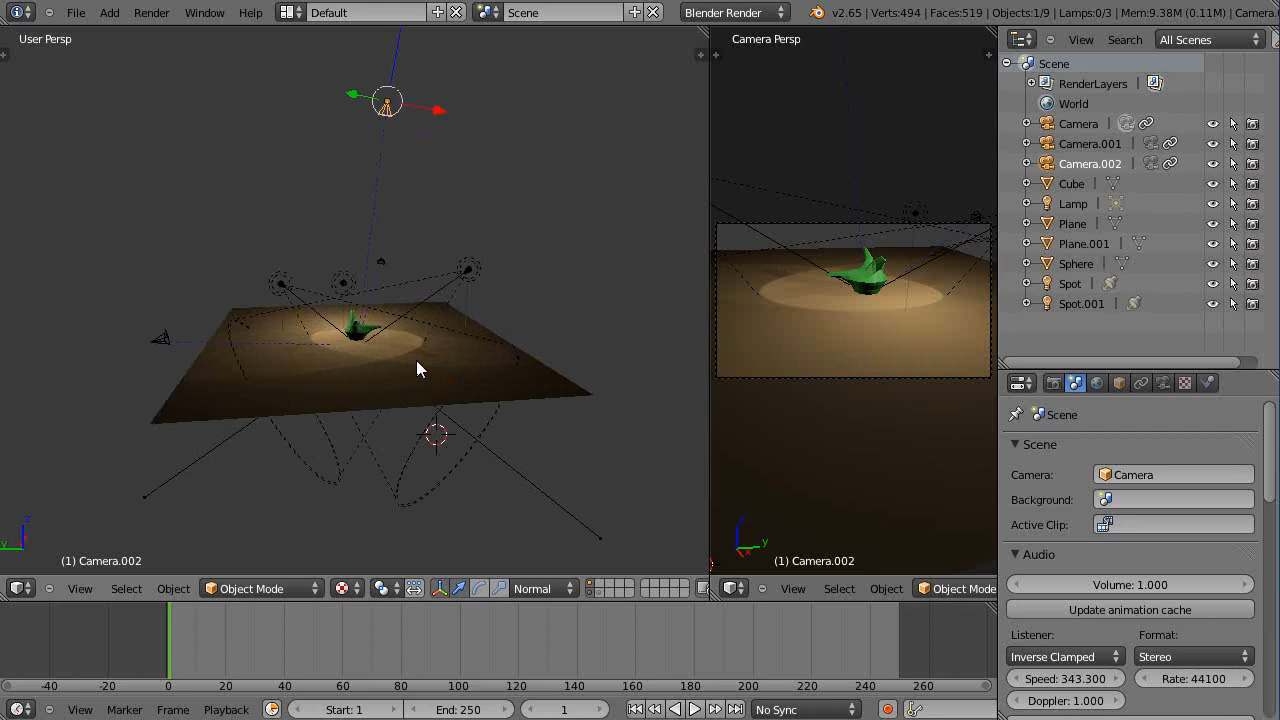 File Add Render Window Help Default Scene Blender Render v2.65 | Verts:494 | Faces:519 | Objects:1/9 | Lamps:0/3 | Mem:9.38M (0.11M) | Camera.
User Persp
Camera Persp
View Search All Scenes
Scene
RenderLayers
World
Camera
Camera.001
Camera.002
Cube
Lamp
Plane
Plane.001
Sphere
Spot
Spot.001
Scene
Scene
Camera: Camera
Background:
Active Clip:
Audio
Volume: 1.000
Update animation cache
Listener: Format:
Inverse Clamped Stereo
Speed: 343.300 Rate: 44100
Doppler: 1.000
z
y
(1) Camera.002
y
(1) Camera.002
View Select Object Object Mode Normal
View Select Object Object Mode
-40 -20 0 20 40 60 80 100 120 140 160 180 200 220 240 260
View Marker Frame Playback Start: 1 End: 250 1 No Sync